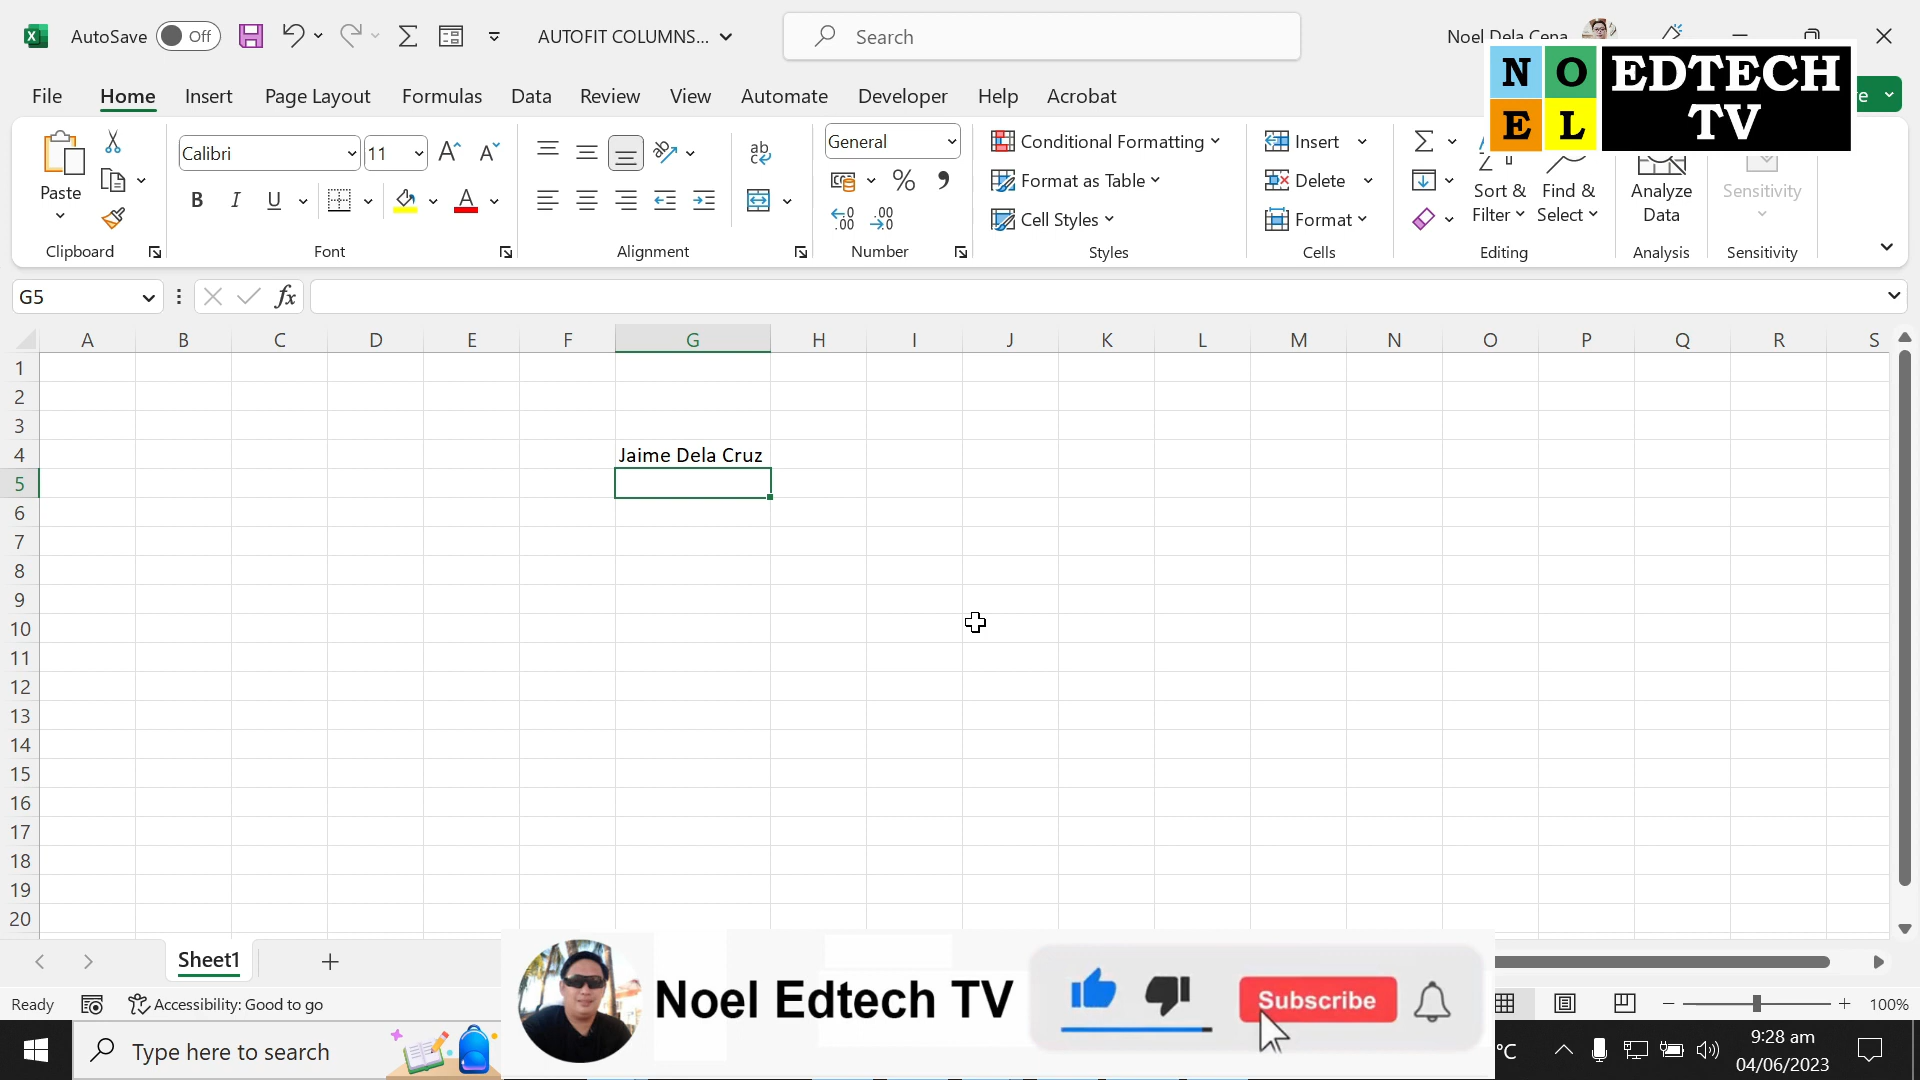 AutoSave Off AUTOFIT COLUMNS... Search
File Home Insert Page Layout Formulas Data Review View Automate Developer Help Acrobat
NOEL EDTECH
TV
Paste
Clipboard
Calibri 11
B I U A
Font
ab
Alignment
General
%
Number
Conditional Formatting
Format as Table
Cell Styles
Styles
Insert
Delete
Format
Cells
Sort &
Filter
Find &
Select
Editing
Analyze
Data
Analysis
Sensitivity
Sensitivity
G5 fx
A B C D E F G H I J K L M N O P Q R S
1
2
3
4 Jaime Dela Cruz
5
6
7
8
9
10
11
12
13
14
15
16
17
18
19
20
Sheet1
Noel Edtech TV Subscribe
Ready Accessibility: Good to go 100%
Type here to search °C 9:28 am
04/06/2023